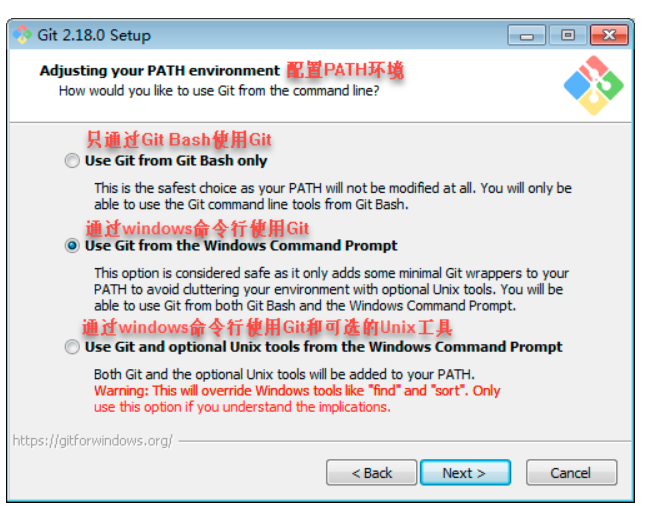 Git 2.18.0 Setup
Adjusting your PATH environment 配置PATH环境
How would you like to use Git from the command line?
只通过Git Bash使用Git
Use Git from Git Bash only
This is the safest choice as your PATH will not be modified at all. You will only be
able to use the Git command line tools from Git Bash.
通过windows命令行使用Git
Use Git from the Windows Command Prompt
This option is considered safe as it only adds some minimal Git wrappers to your
PATH to avoid cluttering your environment with optional Unix tools. You will be
able to use Git from both Git Bash and the Windows Command Prompt.
通过windows命令行使用Git和可选的Unix工具
Use Git and optional Unix tools from the Windows Command Prompt
Both Git and the optional Unix tools will be added to your PATH.
Warning: This will override Windows tools like "find" and "sort". Only
use this option if you understand the implications.
https://gitforwindows.org/
< Back Next > Cancel